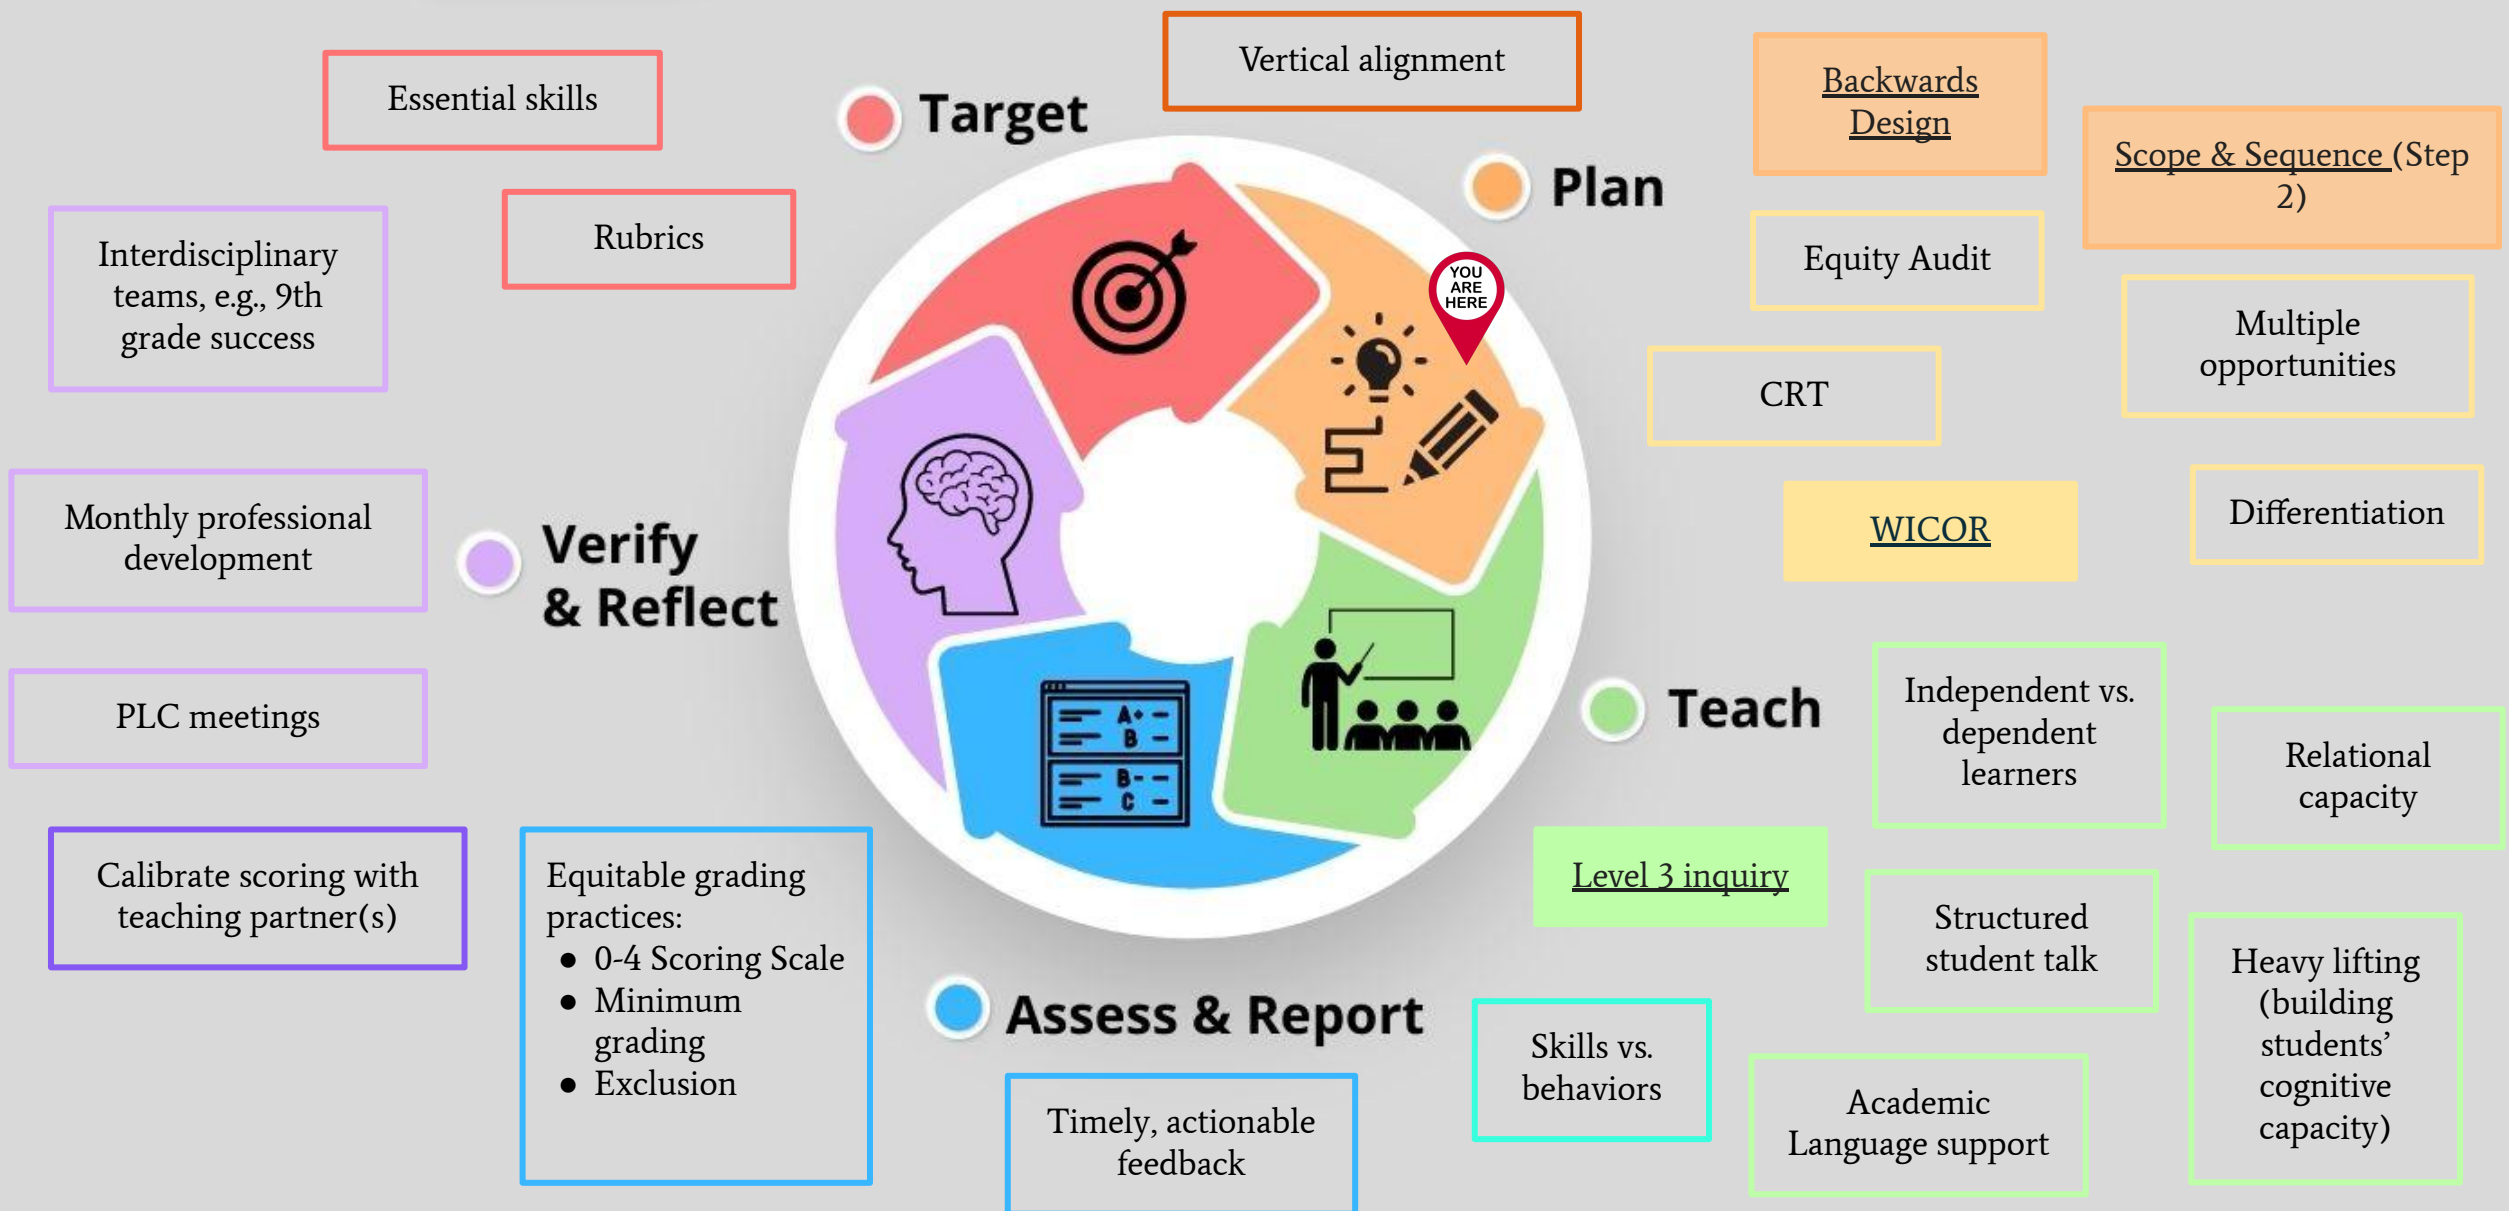 Vertical alignment
Essential skills
Target
Backwards
Design
Scope & Sequence (Step
2)
Plan
Rubrics
Interdisciplinary
teams, e.g., 9th
grade success
Equity Audit
YOU
ARE
HERE
Multiple
opportunities
CRT
Monthly professional
development
Verify
& Reflect
WICOR
Differentiation
PLC meetings
Teach
Independent vs.
dependent
learners
Relational
capacity
A+
B
B-
C
Calibrate scoring with
teaching partner(s)
Equitable grading
practices:
● 0-4 Scoring Scale
● Minimum
grading
● Exclusion
Level 3 inquiry
Structured
student talk
Heavy lifting
(building
students’
cognitive
capacity)
Assess & Report
Skills vs.
behaviors
Academic
Language support
Timely, actionable
feedback